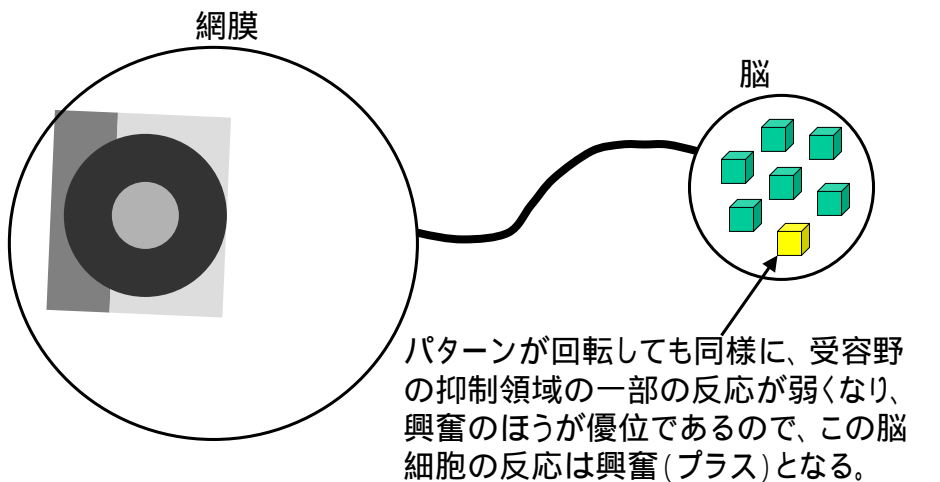 網膜
脳
パターンが回転しても同様に、受容野
の抑制領域の一部の反応が弱くなり、
興奮のほうが優位であるので、この脳
細胞の反応は興奮(プラス)となる。